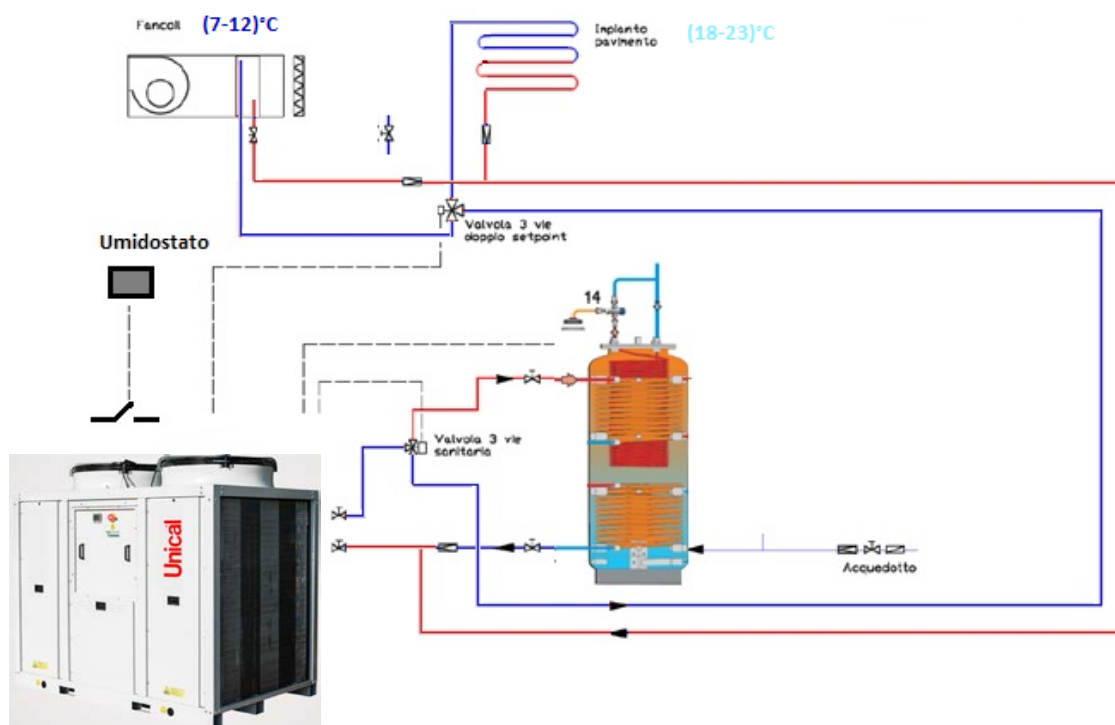 Fancoil (7-12)°C
Impianto
pavimento
(18-23)°C
Valvola 3 vie
doppio setpoint
Umidostato
14
Valvola 3 vie
sanitaria
Acquedotto
Unical